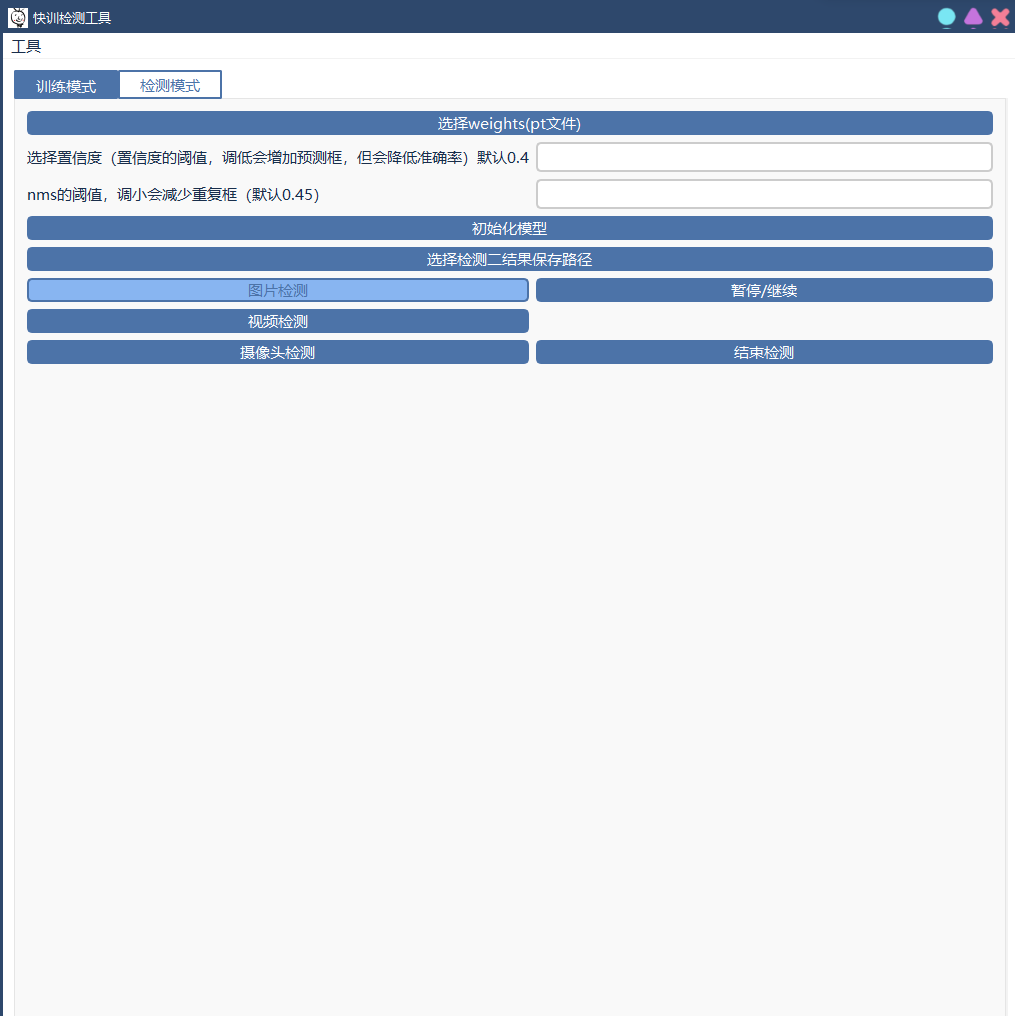 快训检测工具
工具
训练模式 检测模式
选择weights(pt文件)
选择置信度（置信度的阈值，调低会增加预测框，但会降低准确率）默认0.4
nms的阈值，调小会减少重复框（默认0.45）
初始化模型
选择检测二结果保存路径
图片检测 暂停/继续
视频检测
摄像头检测 结束检测